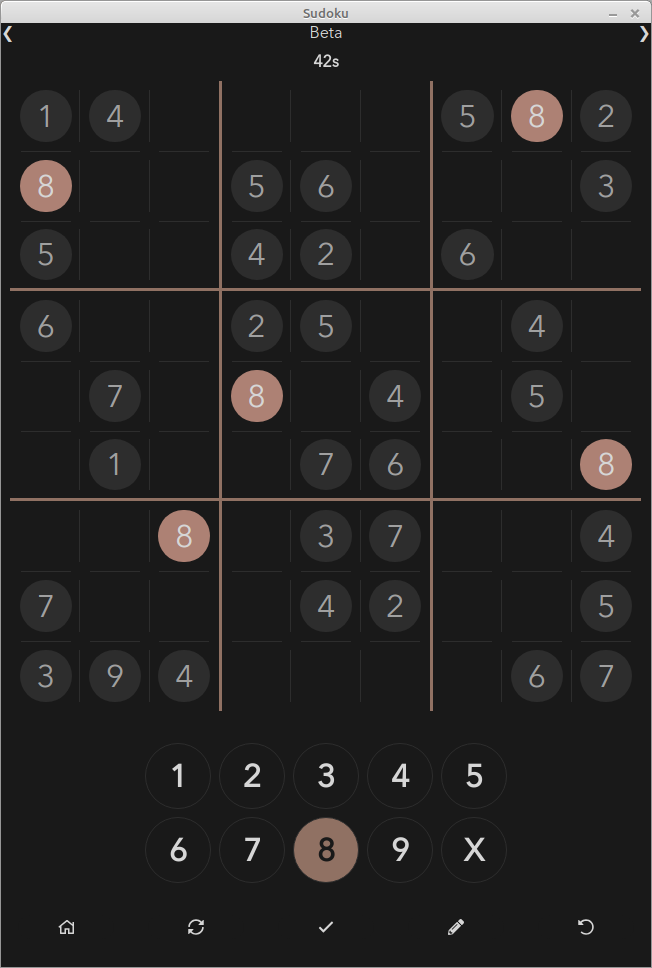 Sudoku
Beta
42s
1 4 5 8 2
8 5 6 3
5 4 2 6
6 2 5 4
7 8 4 5
1 7 6 8
8 3 7 4
7 4 2 5
3 9 4 6 7
1 2 3 4 5
6 7 8 9 X